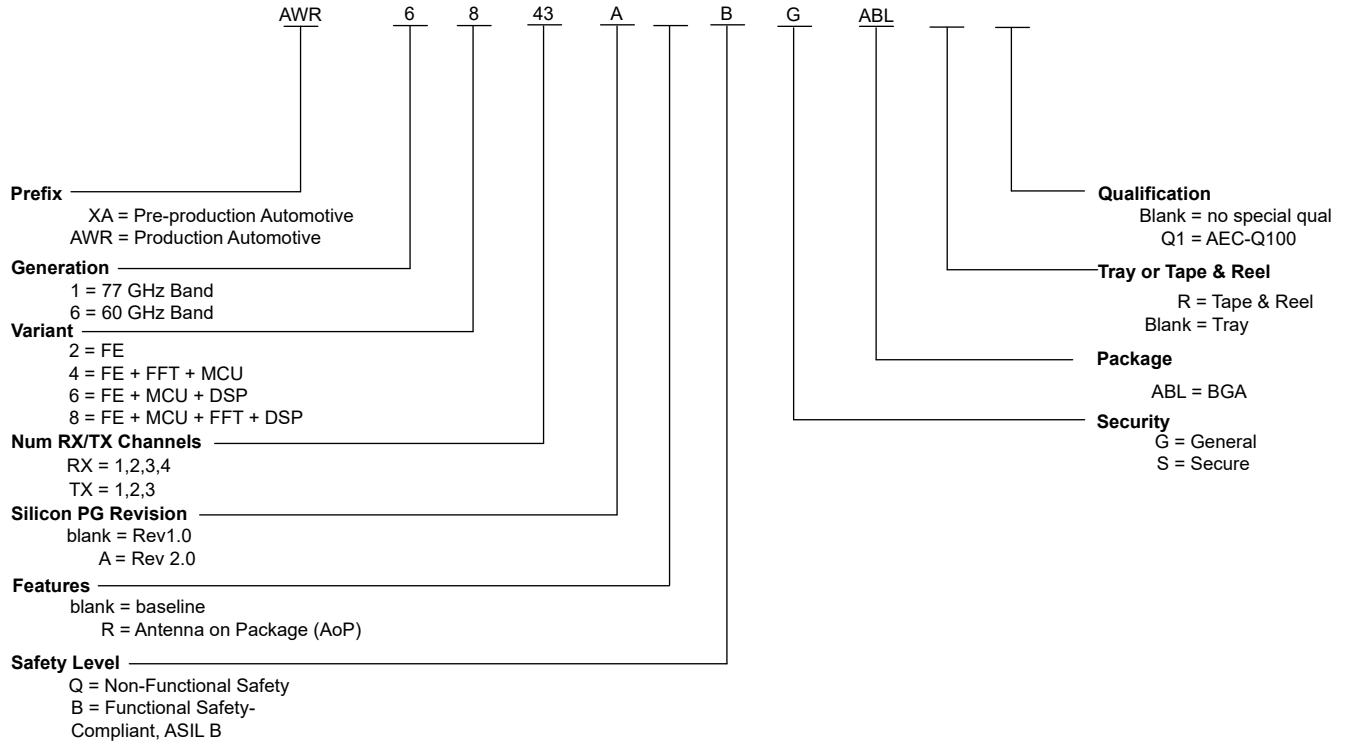 AWR 6 8 43 A B G ABL
Prefix
XA = Pre-production Automotive
AWR = Production Automotive
Generation
1 = 77 GHz Band
6 = 60 GHz Band
Variant
2 = FE
4 = FE + FFT + MCU
6 = FE + MCU + DSP
8 = FE + MCU + FFT + DSP
Num RX/TX Channels
RX = 1,2,3,4
TX = 1,2,3
Silicon PG Revision
blank = Rev1.0
A = Rev 2.0
Features
blank = baseline
R = Antenna on Package (AoP)
Safety Level
Q = Non-Functional Safety
B = Functional Safety-
Compliant, ASIL B
Qualification
Blank = no special qual
Q1 = AEC-Q100
Tray or Tape & Reel
R = Tape & Reel
Blank = Tray
Package
ABL = BGA
Security
G = General
S = Secure